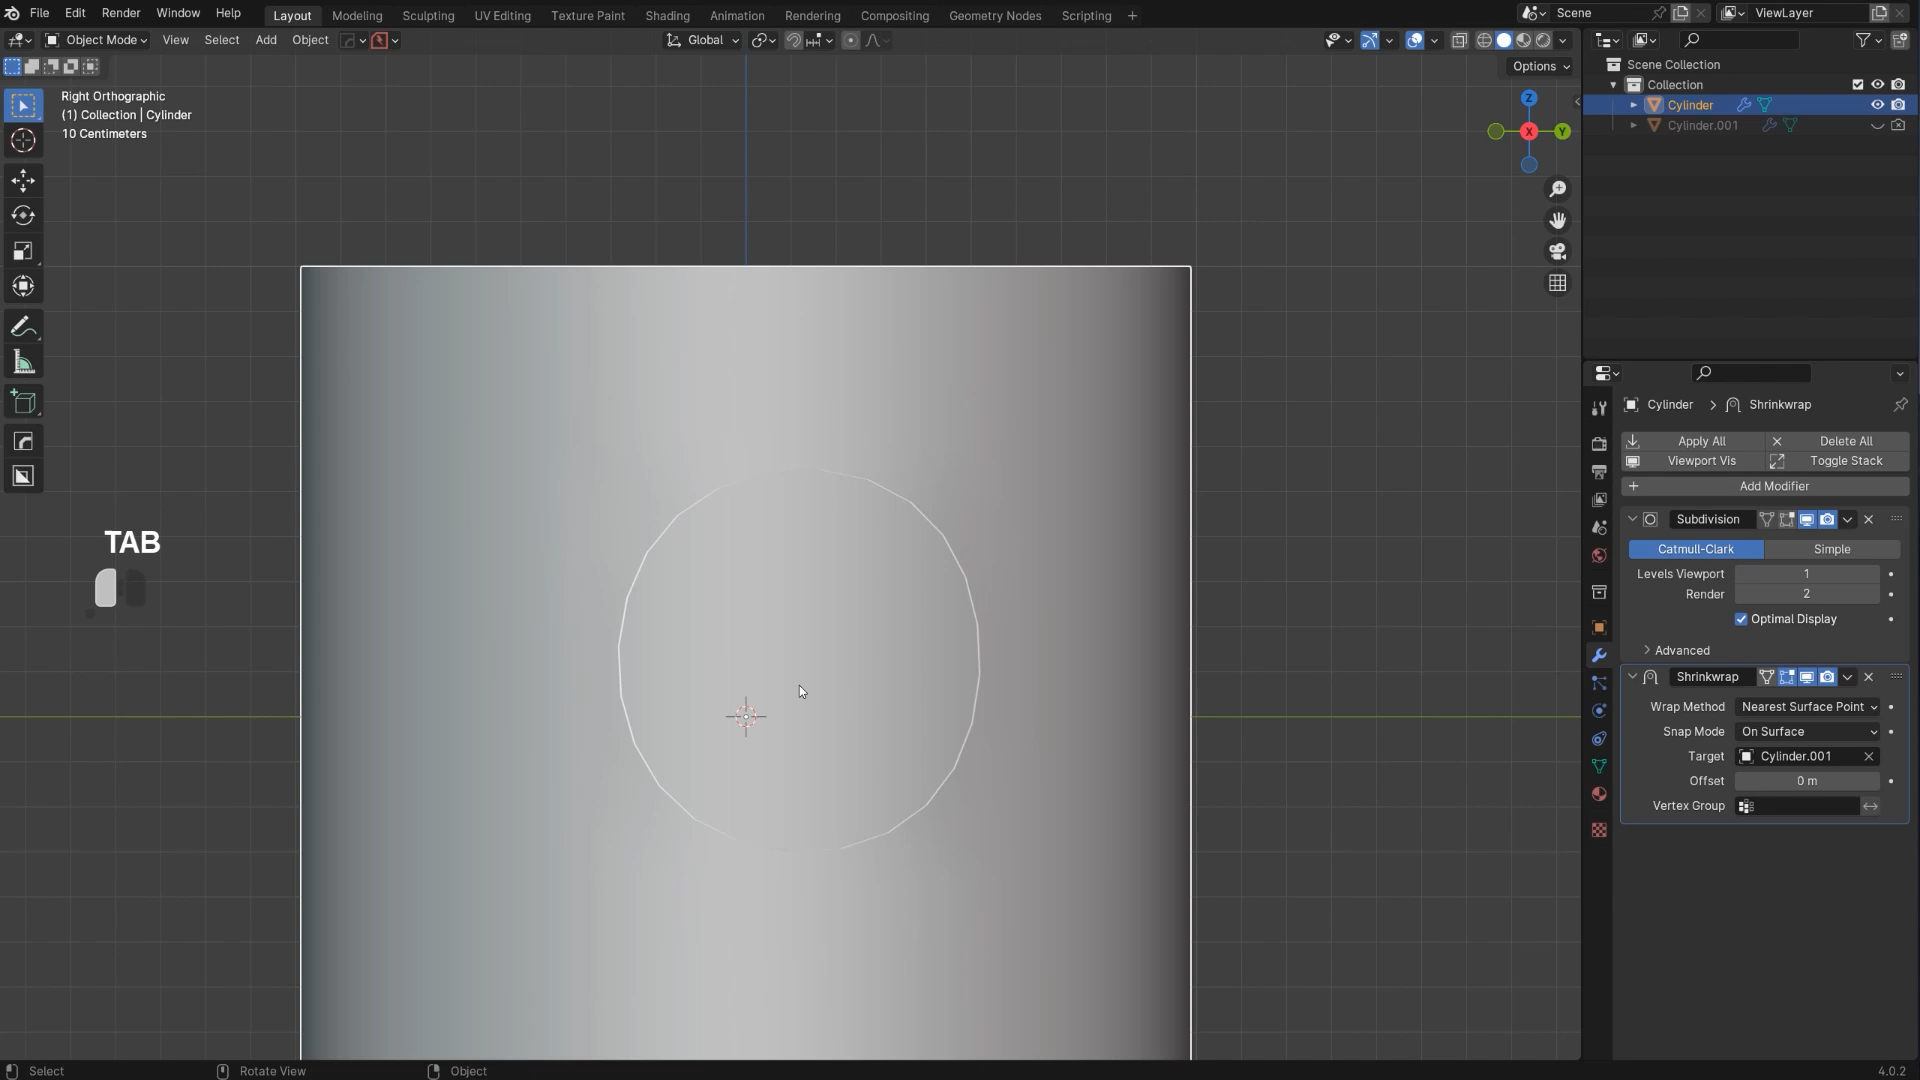 File Edit Render Window Help Layout Modeling Sculpting UV Editing Texture Paint Shading Animation Rendering Compositing Geometry Nodes Scripting + Scene ViewLayer
Object Mode View Select Add Object Global
Options
Right Orthographic
(1) Collection | Cylinder
10 Centimeters
Z
X
Y
TAB
Scene Collection
Collection
Cylinder
Cylinder.001
Cylinder > Shrinkwrap
Apply All Delete All
Viewport Vis Toggle Stack
+ Add Modifier
Subdivision
Catmull-Clark Simple
Levels Viewport 1
Render 2
Optimal Display
Advanced
Shrinkwrap
Wrap Method Nearest Surface Point
Snap Mode On Surface
Target Cylinder.001
Offset 0 m
Vertex Group
Select Rotate View Object 4.0.2